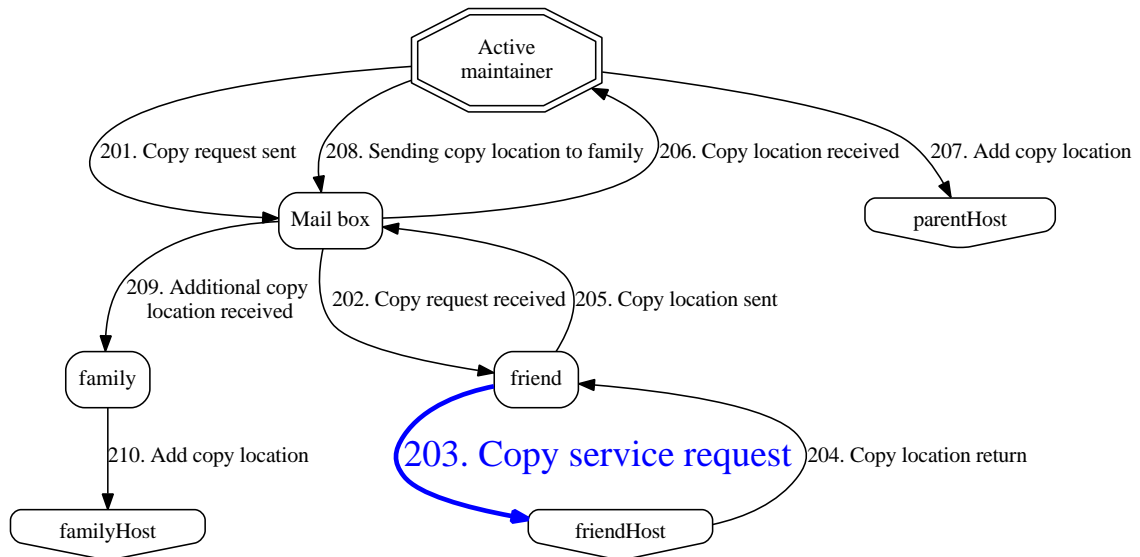 Active
maintainer
201. Copy request sent
208. Sending copy location to family
206. Copy location received
207. Add copy location
Mail box
parentHost
209. Additional copy
location received
202. Copy request received
205. Copy location sent
family
friend
210. Add copy location
203. Copy service request
204. Copy location return
familyHost
friendHost